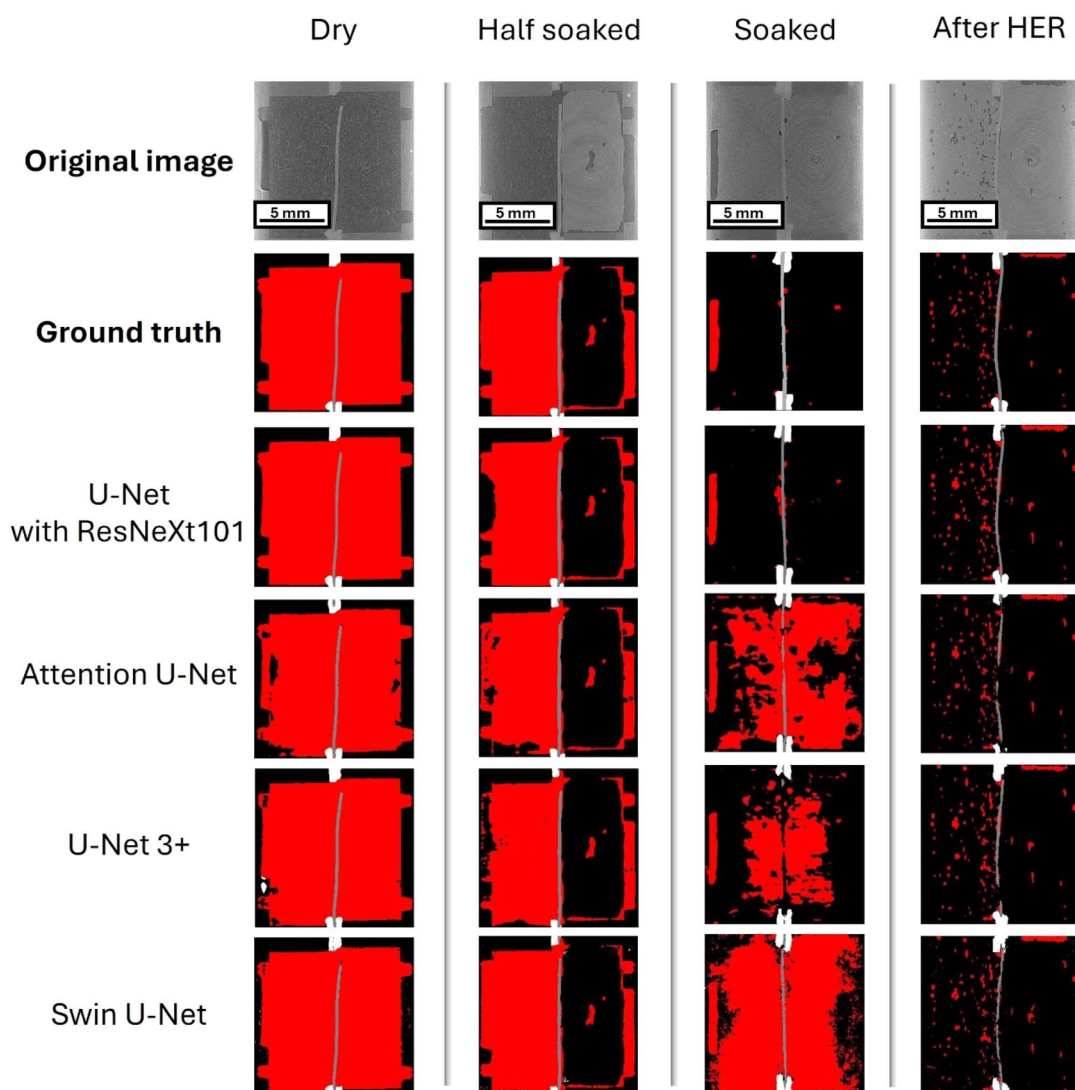 Dry
Half soaked
Soaked
After HER
Original image
5 mm
5 mm
5 mm
5 mm
Ground truth
U-Net
with ResNeXt101
Attention U-Net
U-Net 3+
Swin U-Net